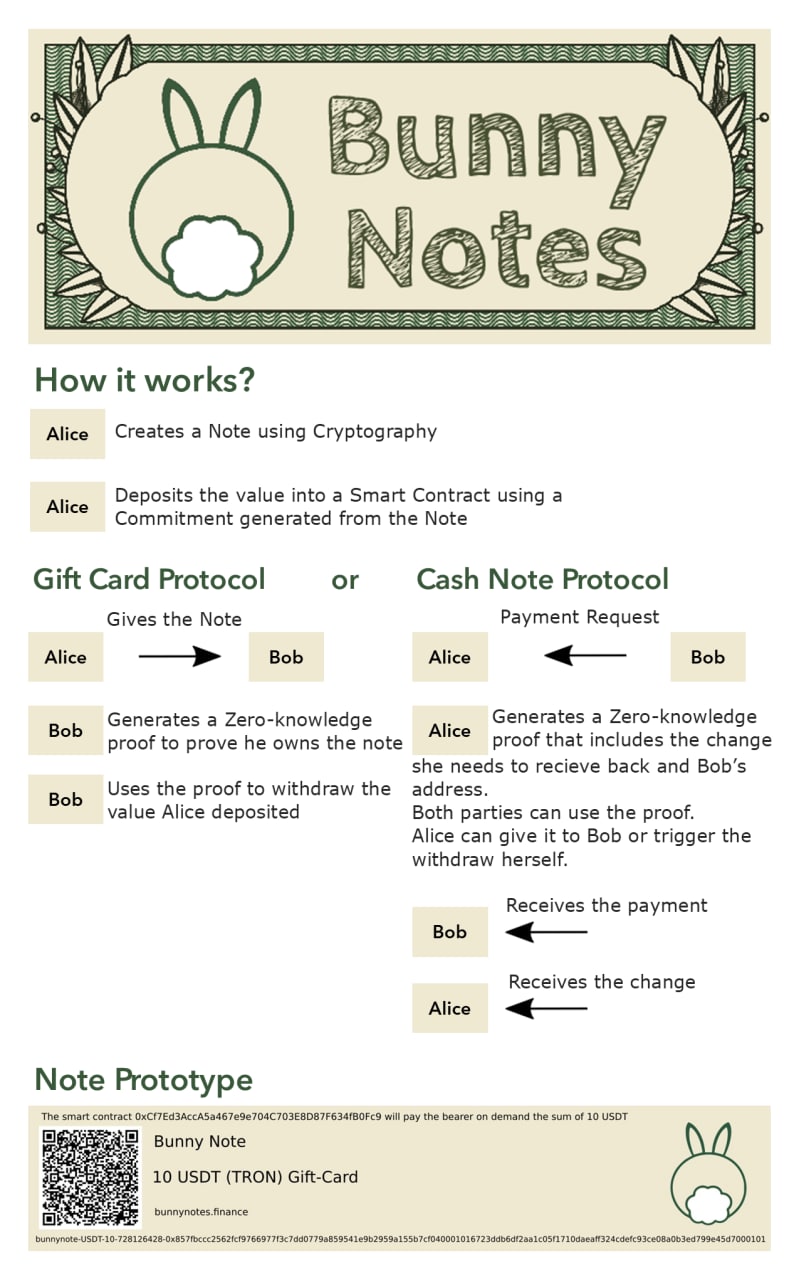 Bunny
Notes
How it works?
Alice
Creates a Note using Cryptography
Alice
Deposits the value into a Smart Contract using a
Commitment generated from the Note
Gift Card Protocol
or
Cash Note Protocol
Gives the Note
Alice
Bob
Bob
Generates a Zero-knowledge
proof to prove he owns the note
Bob
Uses the proof to withdraw the
value Alice deposited
Payment Request
Alice
Bob
Alice
Generates a Zero-knowledge
proof that includes the change
she needs to recieve back and Bob's
address.
Both parties can use the proof.
Alice can give it to Bob or trigger the
withdraw herself.
Receives the payment
Bob
Receives the change
Alice
Note Prototype
The smart contract 0xCf7Ed3AccA5a467e9e704C703E8D87F634fB0Fc9 will pay the bearer on demand the sum of 10 USDT
Bunny Note
10 USDT (TRON) Gift-Card
bunnynotes.finance
bunnynote-USDT-10-728126428-0x857fbccc2562fcf9766977f3c7dd0779a859541e9b2959a155b7cf040001016723ddb6df2aa1c05f1710daeaff324cdefc93ce08a0b3ed799e45d7000101